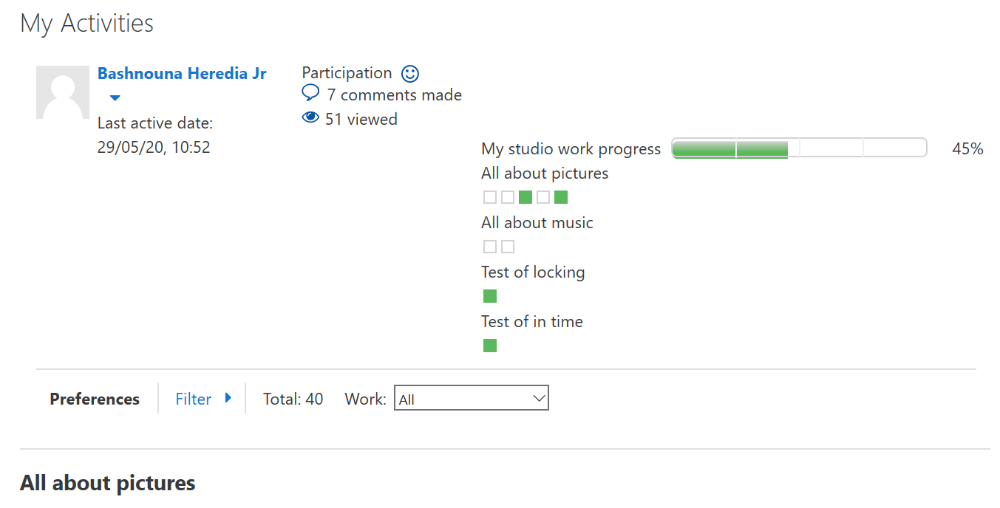 My Activities
Bashnouna Heredia Jr
Last active date:
29/05/20, 10:52
Participation
7 comments made
51 viewed
My studio work progress 45%
All about pictures
All about music
Test of locking
Test of in time
Preferences Filter Total: 40 Work: All
All about pictures